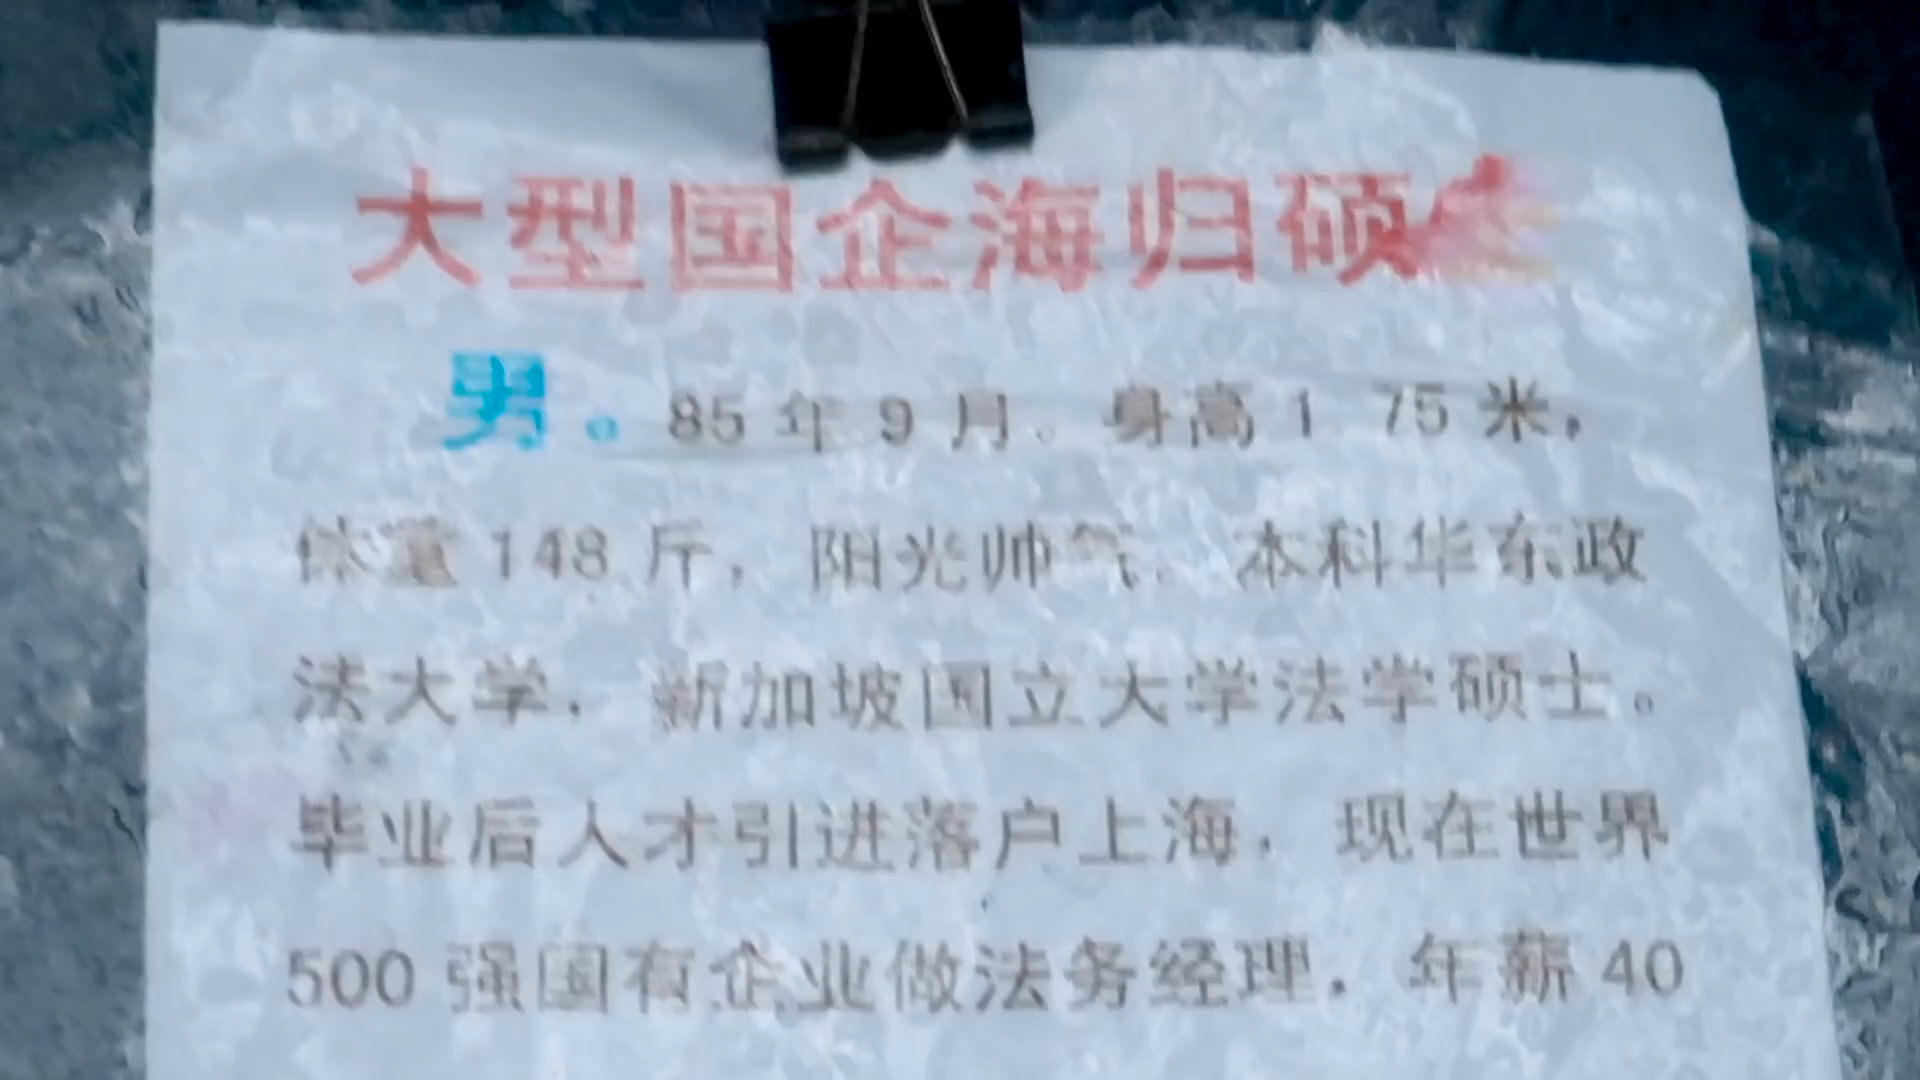 大型国企海归硕
男。85年9月。身高1 75米,
体重148斤,阳光帅气. 本科华东政
法大学. 新加坡国立大学法学硕士。
毕业后人才引进落户上海. 现在世界
500强国有企业做法务经理. 年薪40